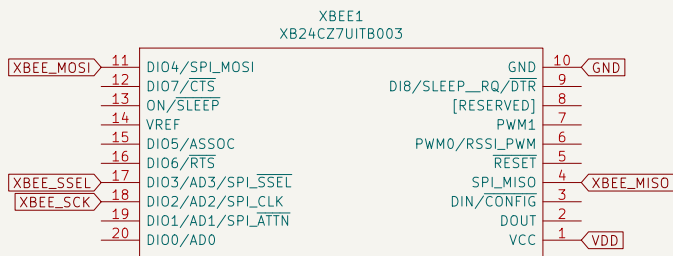 XBEE1
XB24CZ7UITB003
XBEE_MOSI 11 DIO4/SPI_MOSI GND 10 GND
12 DIO7/CTS DI8/SLEEP__RQ/DTR 9
13 ON/SLEEP [RESERVED] 8
14 VREF PWM1 7
15 DIO5/ASSOC PWM0/RSSI_PWM 6
16 DIO6/RTS RESET 5
XBEE_SSEL 17 DIO3/AD3/SPI_SSEL SPI_MISO 4 XBEE_MISO
XBEE_SCK 18 DIO2/AD2/SPI_CLK DIN/CONFIG 3
19 DIO1/AD1/SPI_ATTN DOUT 2
20 DIO0/AD0 VCC 1 VDD